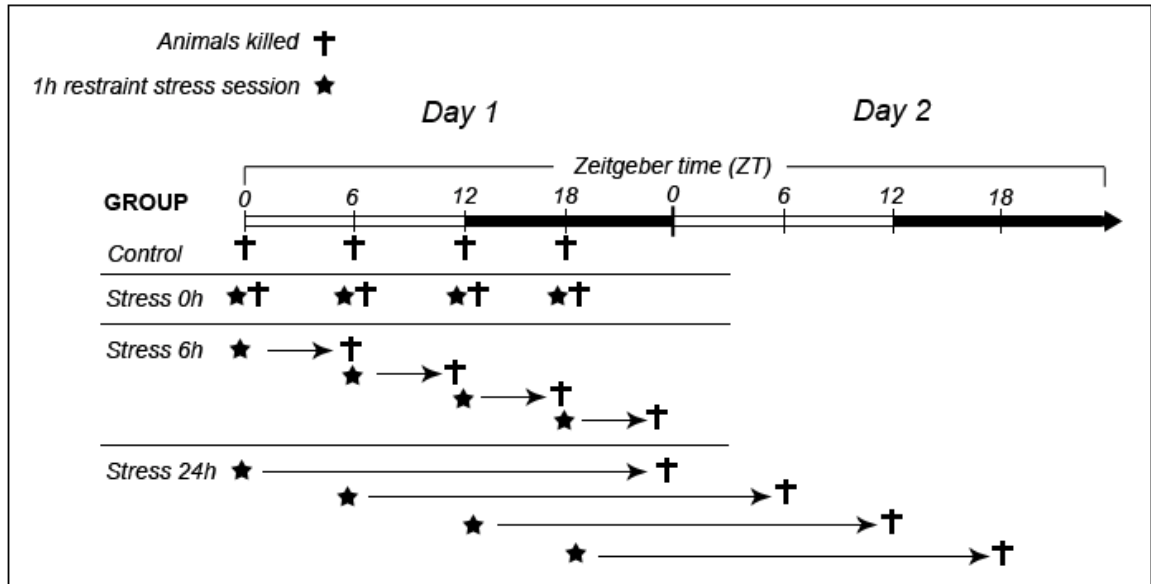 Animals killed
1h restraint stress session
Day 1 Day 2
Zeitgeber time (ZT)
GROUP 0 6 12 18 0 6 12 18
Control
Stress 0h
Stress 6h
Stress 24h